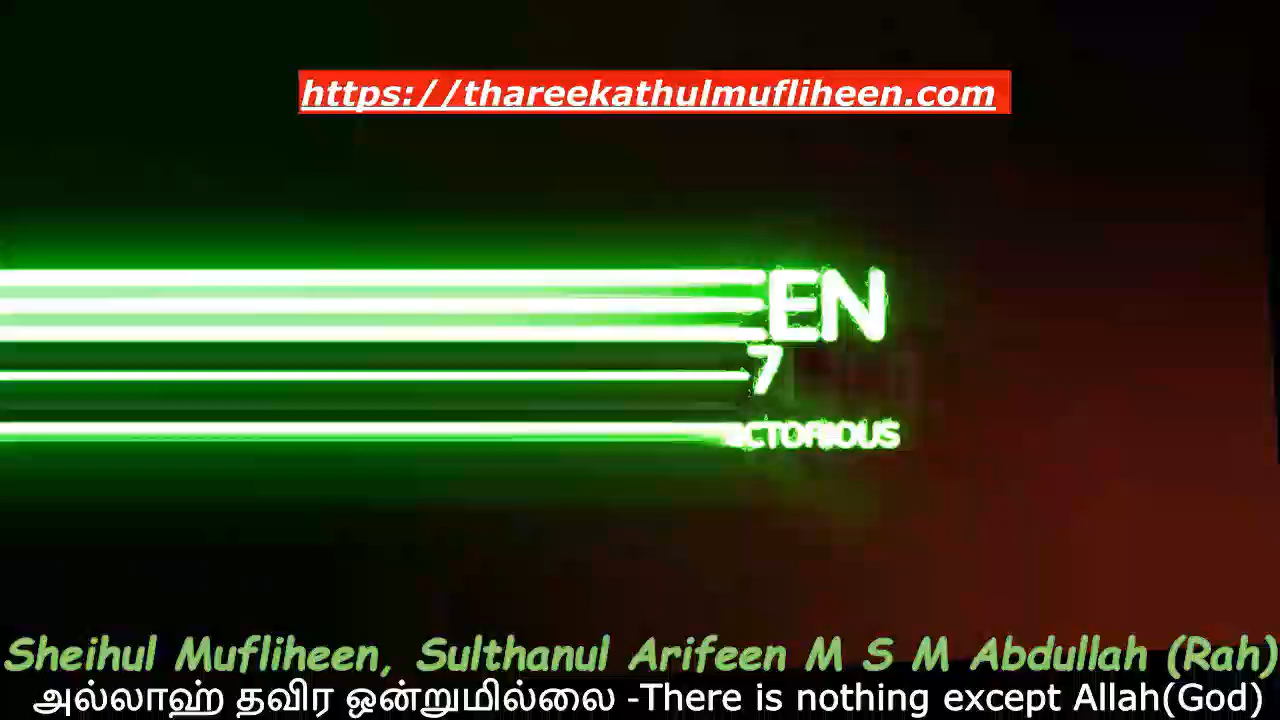 https://thareekathulmufliheen.com
EN
7
Sheihul Mufliheen, Sulthanul Arifeen M S M Abdullah (Rah)
அல்லாஹ் தவிர ஒன்றுமில்லை -There is nothing except Allah(God)